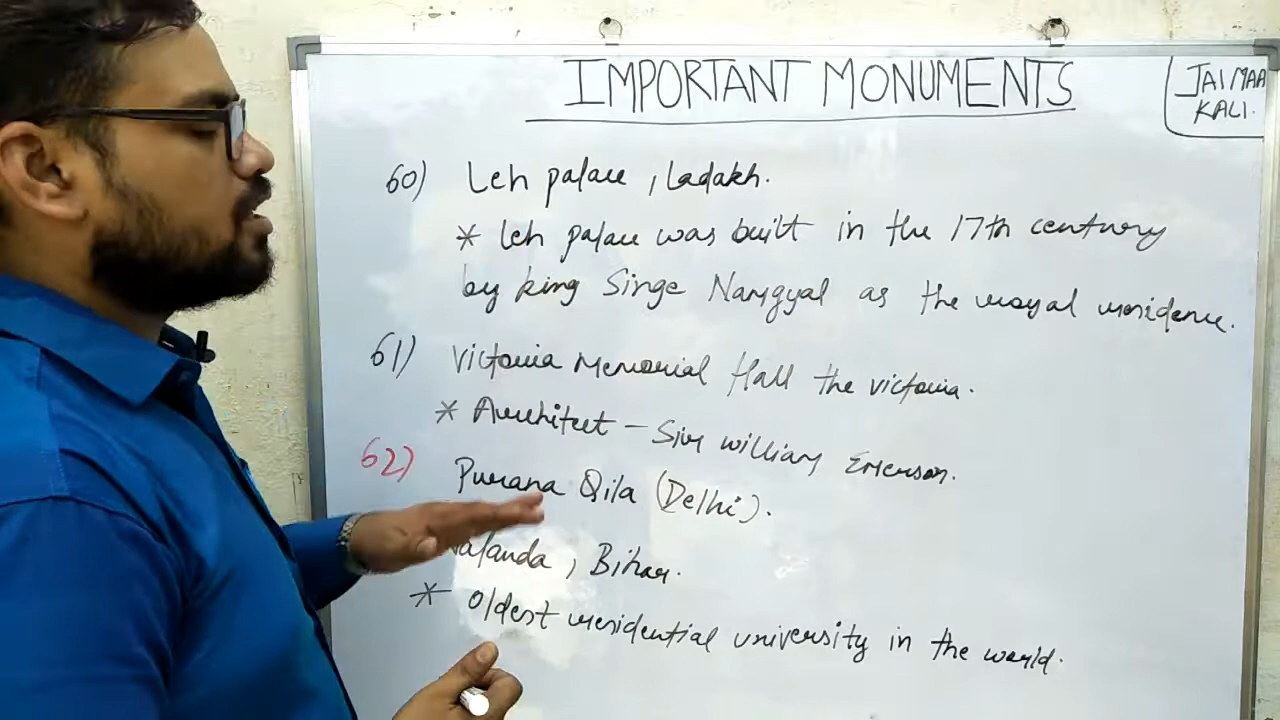 IMPORTANT MONUMENTS
JAI MAA
KALI.
60) Leh palace, Ladakh.
* Leh palace was built in the 17th century
by king Singe Namgyal as the royal residence.
61) Victoria Memorial Hall the victoria.
* Architect - Sir William Emerson.
62) Purana Qila (Delhi).
Nalanda, Bihar.
* Oldest residential university in the world.